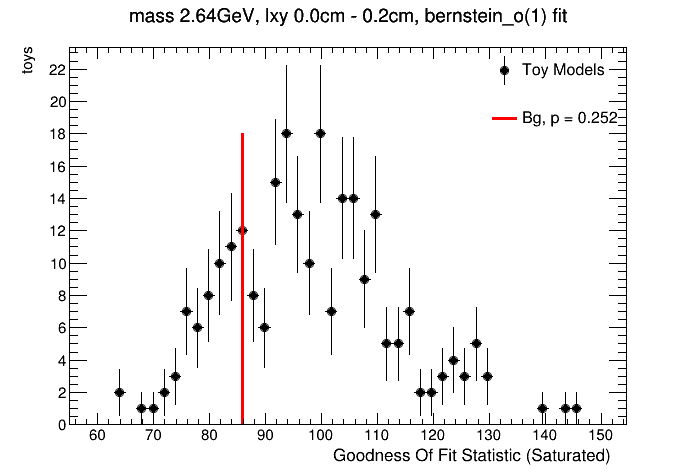 mass 2.64GeV, lxy 0.0cm - 0.2cm, bernstein_o(1) fit
toys
Toy Models
Bg, p = 0.252
22
20
18
16
14
12
10
8
6
4
2
0
60 70 80 90 100 110 120 130 140 150
Goodness Of Fit Statistic (Saturated)